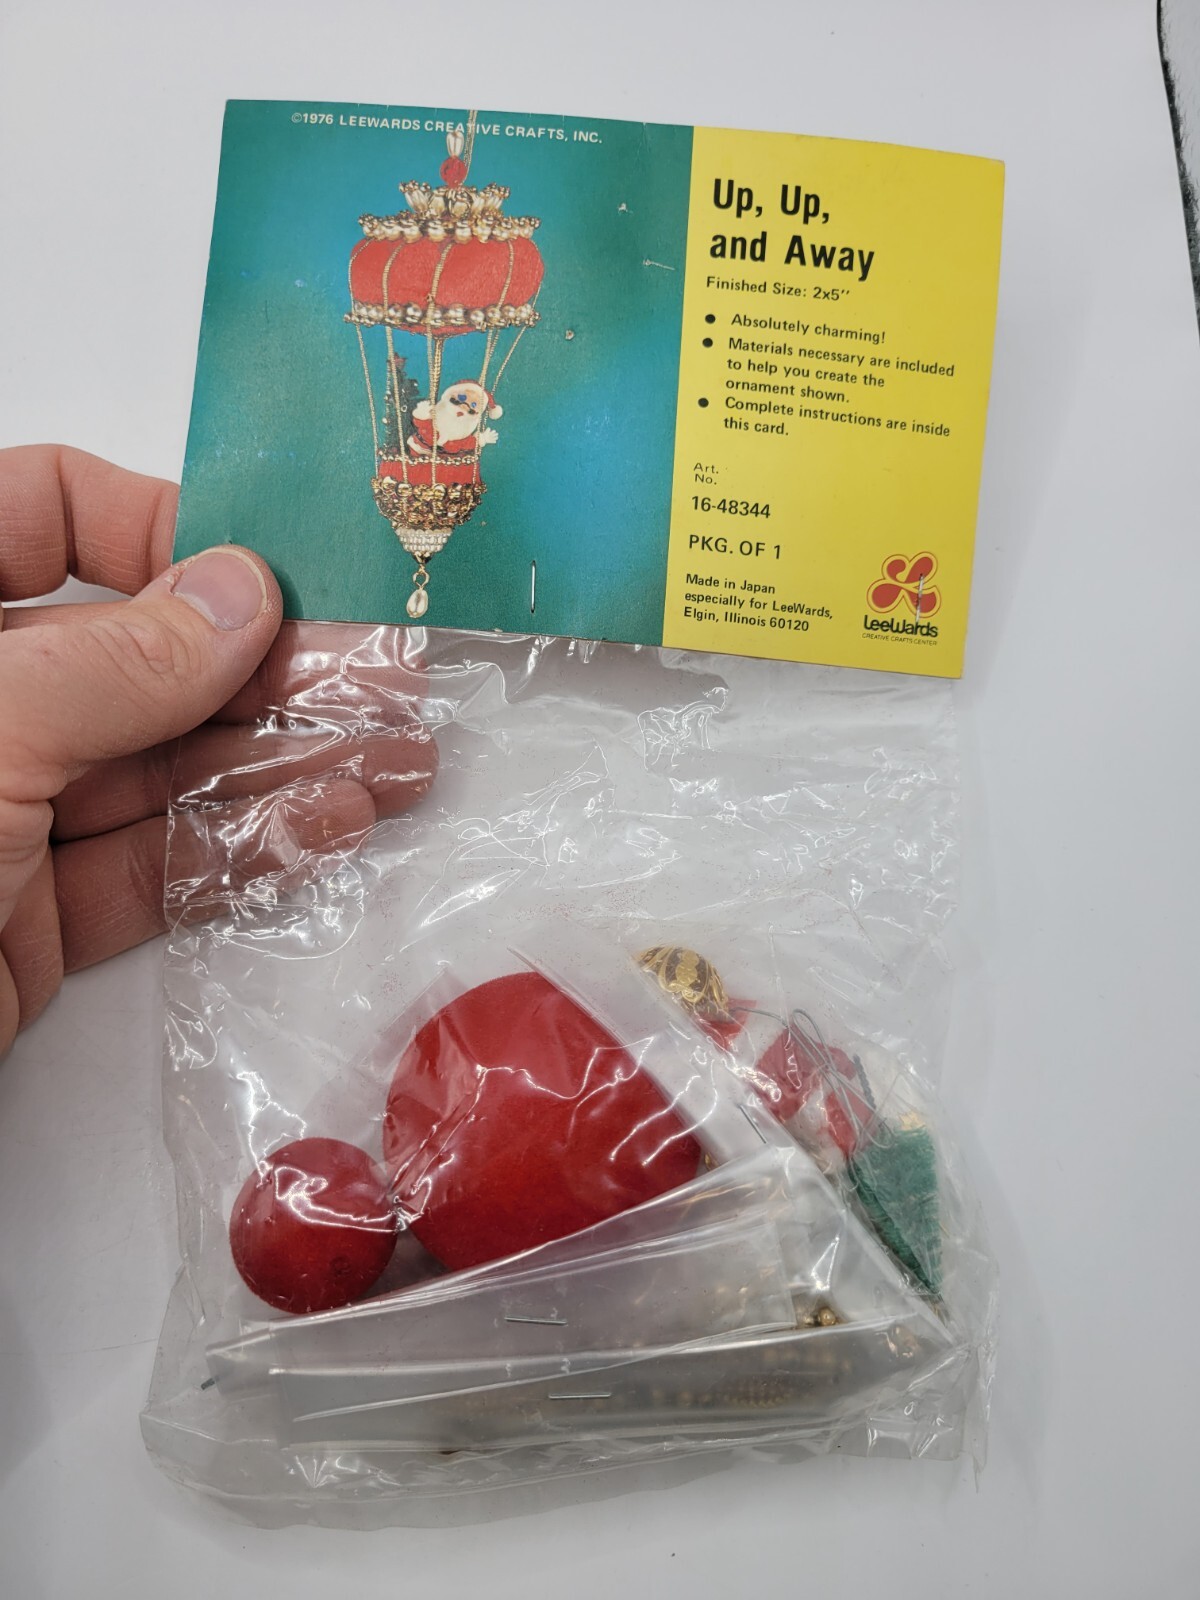 ©1976 LEEWARDS CREATIVE CRAFTS, INC.
Up, Up,
and Away
Finished Size: 2x5''
● Absolutely charming!
● Materials necessary are included
to help you create the
ornament shown.
● Complete instructions are inside
this card.
Art.
No.
16-48344
PKG. OF 1
Made in Japan
especially for LeeWards,
Elgin, Illinois 60120
LeeWards
CREATIVE CRAFTS CENTER